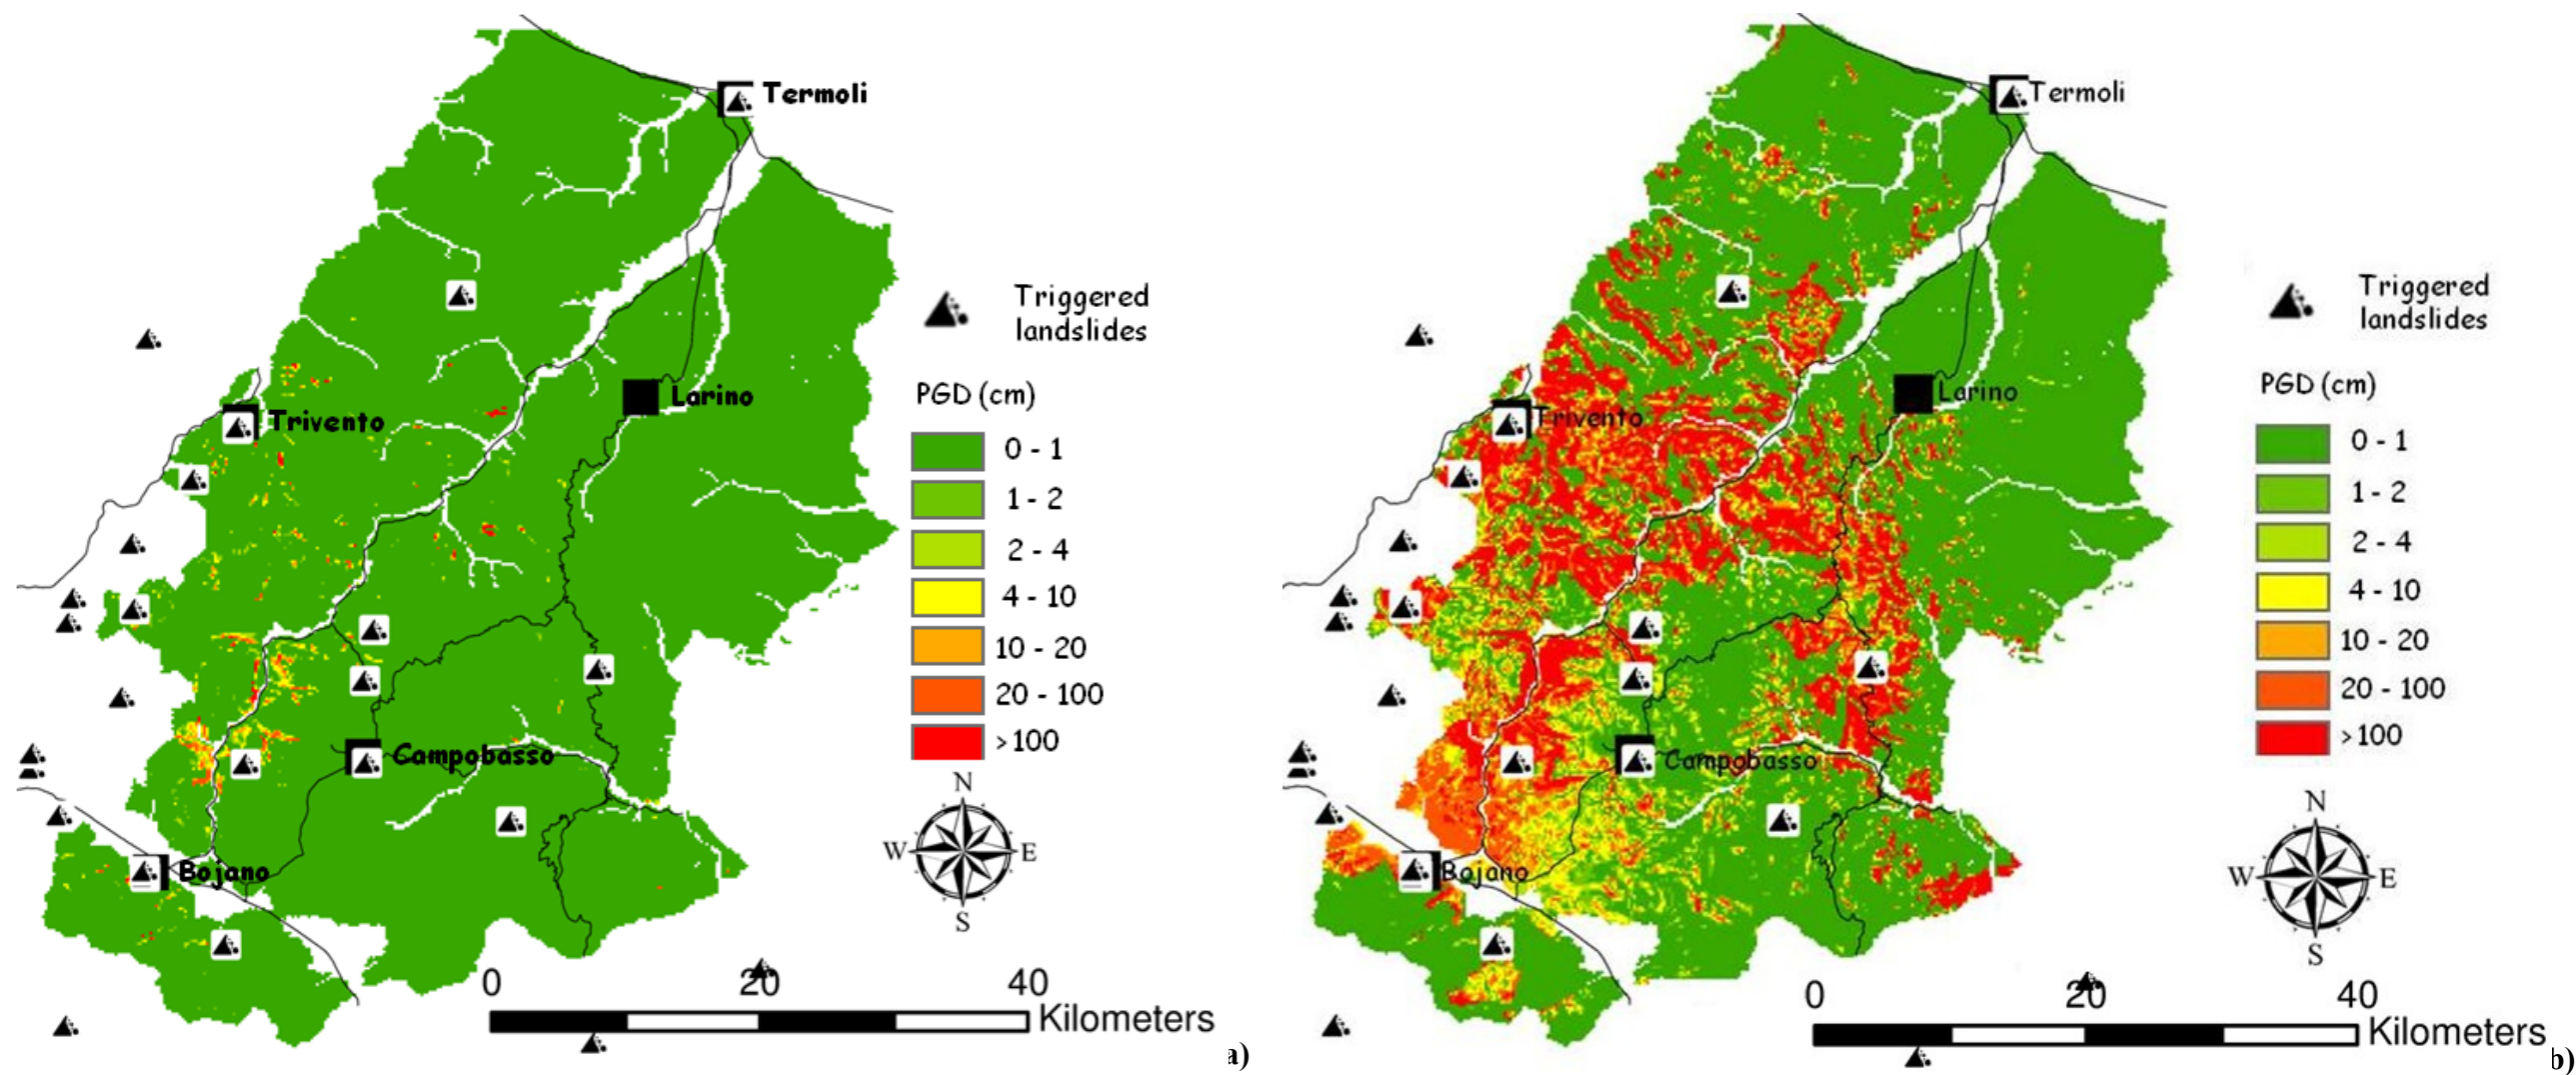 Termoli
Triggered
landslides
PGD (cm)
Larino
Trivento
0 - 1
1 - 2
2 - 4
4 - 10
10 - 20
20 - 100
>100
Campobasso
Bojano
N
W
E
S
0
20
40
Kilometers
a)
Termoli
Triggered
landslides
PGD (cm)
Larino
Trivento
0 - 1
1 - 2
2 - 4
4 - 10
10 - 20
20 - 100
>100
Campobasso
Bojano
N
W
E
S
0
20
40
Kilometers
b)